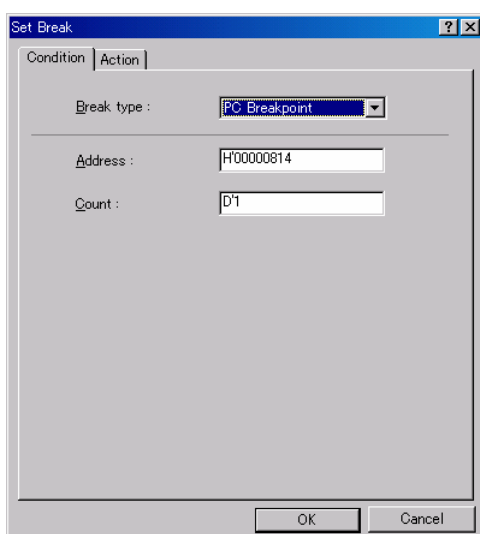 Set Break
Condition Action
Break type :
PC Breakpoint
Address :
H'00000814
Count :
D'1
OK Cancel